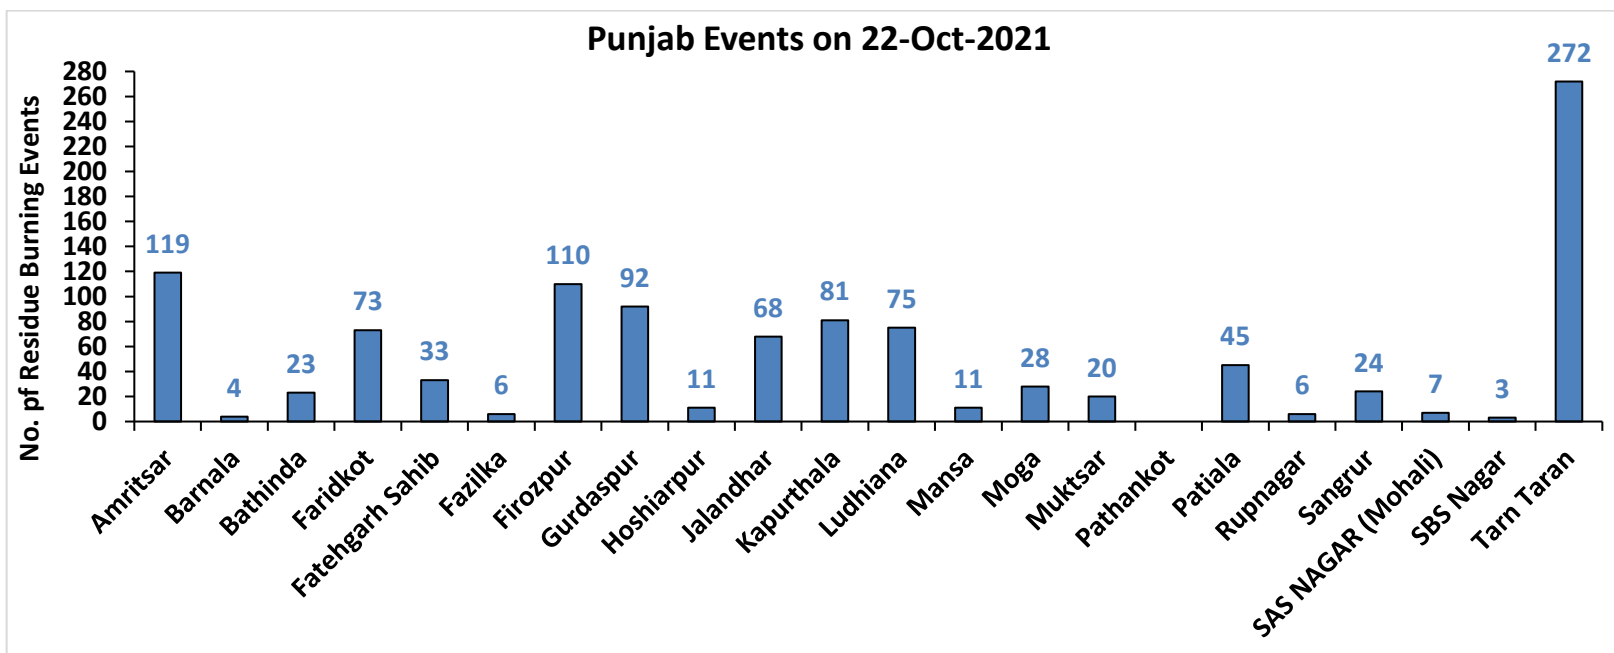 Punjab Events on 22-Oct-2021
No. pf Residue Burning Events
280
260
240
220
200
180
160
140
120
100
80
60
40
20
0
119
4
23
73
33
6
110
92
11
68
81
75
11
28
20
45
6
24
7
3
272
Amritsar
Barnala
Bathinda
Faridkot
Fatehgarh Sahib
Fazilka
Firozpur
Gurdaspur
Hoshiarpur
Jalandhar
Kapurthala
Ludhiana
Mansa
Moga
Muktsar
Pathankot
Patiala
Rupnagar
Sangrur
SAS NAGAR (Mohali)
SBS Nagar
Tarn Taran